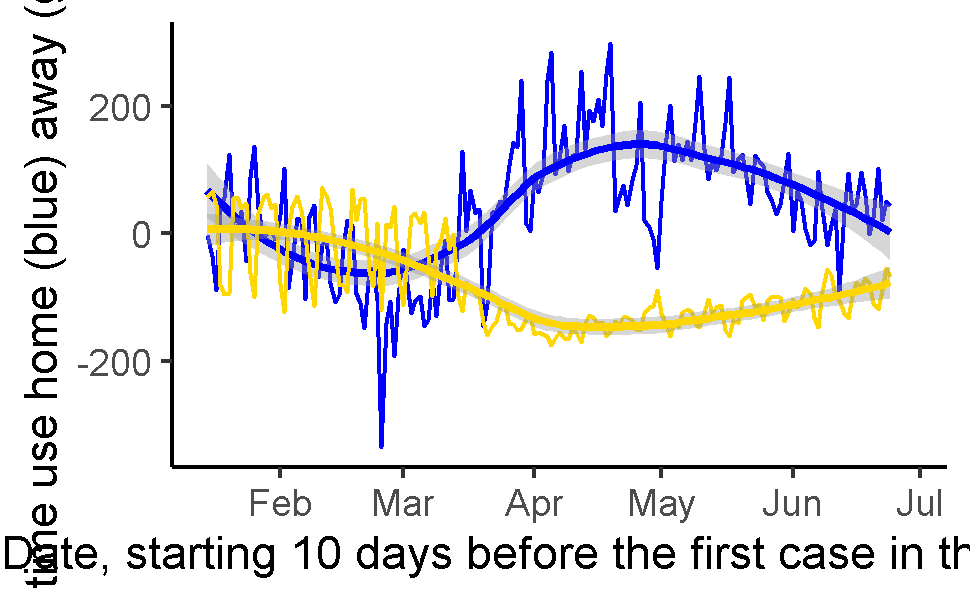 time use home (blue) away (
200
0
-200
Feb Mar Apr May Jun Jul
Date, starting 10 days before the first case in th